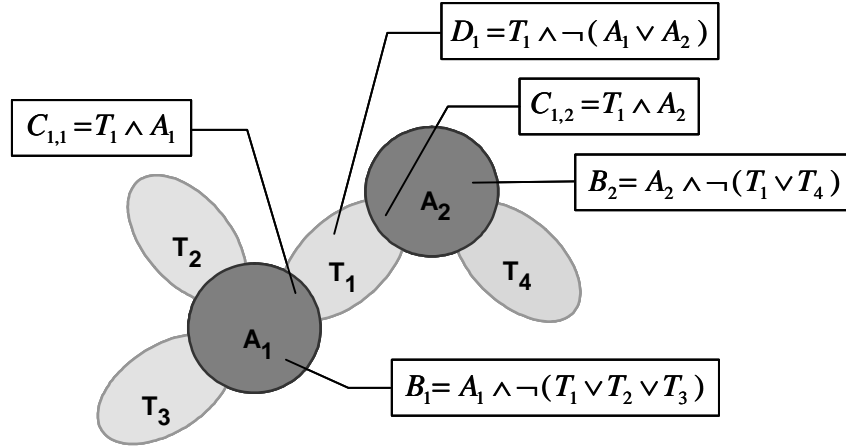 D₁ = T₁ ∧ ¬ ( A₁ ∨ A₂ )
C₁,₂ = T₁ ∧ A₂
C₁,₁ = T₁ ∧ A₁
B₂ = A₂ ∧ ¬ ( T₁ ∨ T₄ )
A₂
T₂
T₁
T₄
A₁
B₁ = A₁ ∧ ¬ ( T₁ ∨ T₂ ∨ T₃ )
T₃